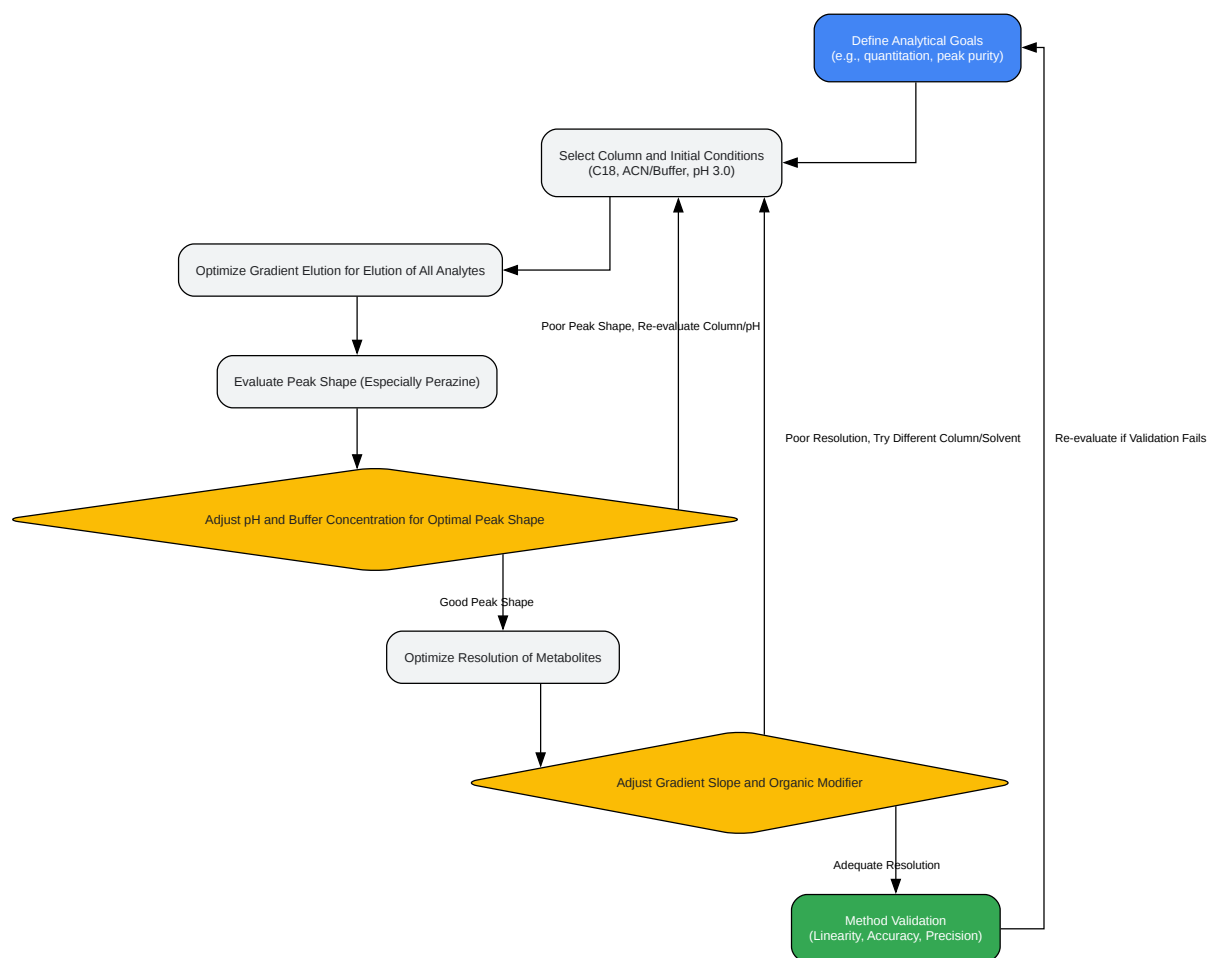 Define Analytical Goals
(e.g., quantitation, peak purity)
Select Column and Initial Conditions
(C18, ACN/Buffer, pH 3.0)
Optimize Gradient Elution for Elution of All Analytes
Poor Peak Shape, Re-evaluate Column/pH
Evaluate Peak Shape (Especially Perazine)
Poor Resolution, Try Different Column/Solvent
Re-evaluate if Validation Fails
Adjust pH and Buffer Concentration for Optimal Peak Shape
Good Peak Shape
Optimize Resolution of Metabolites
Adjust Gradient Slope and Organic Modifier
Adequate Resolution
Method Validation
(Linearity, Accuracy, Precision)